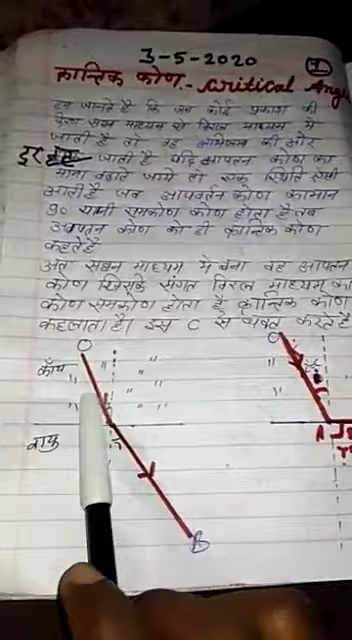 3-5-2020
क्रान्तिक कोण.- Critical Ang
हम जानते है कि जब कोई प्रकाश की
किरण सघन माध्यम से विरल माध्यम मे
जाती है तो वह अभिलम्ब की ओर
दूर हट जाती है यदि आपतन कोण का
मान बढाते जाये तो एक स्थिति ऐसी
आती है जब अपवर्तन कोण का मान
90 यानी समकोण कोण होता है तब
आपतन कोण को ही क्रान्तिक कोण
कहते है
अतः सघन माध्यम मे बना वह आपतन
कोण जिसके संगत विरल माध्यम का
कोण समकोण होता है क्रान्तिक कोण
कहलाता है। इसे C से व्यक्त करते है
काँच
वायु
A
B